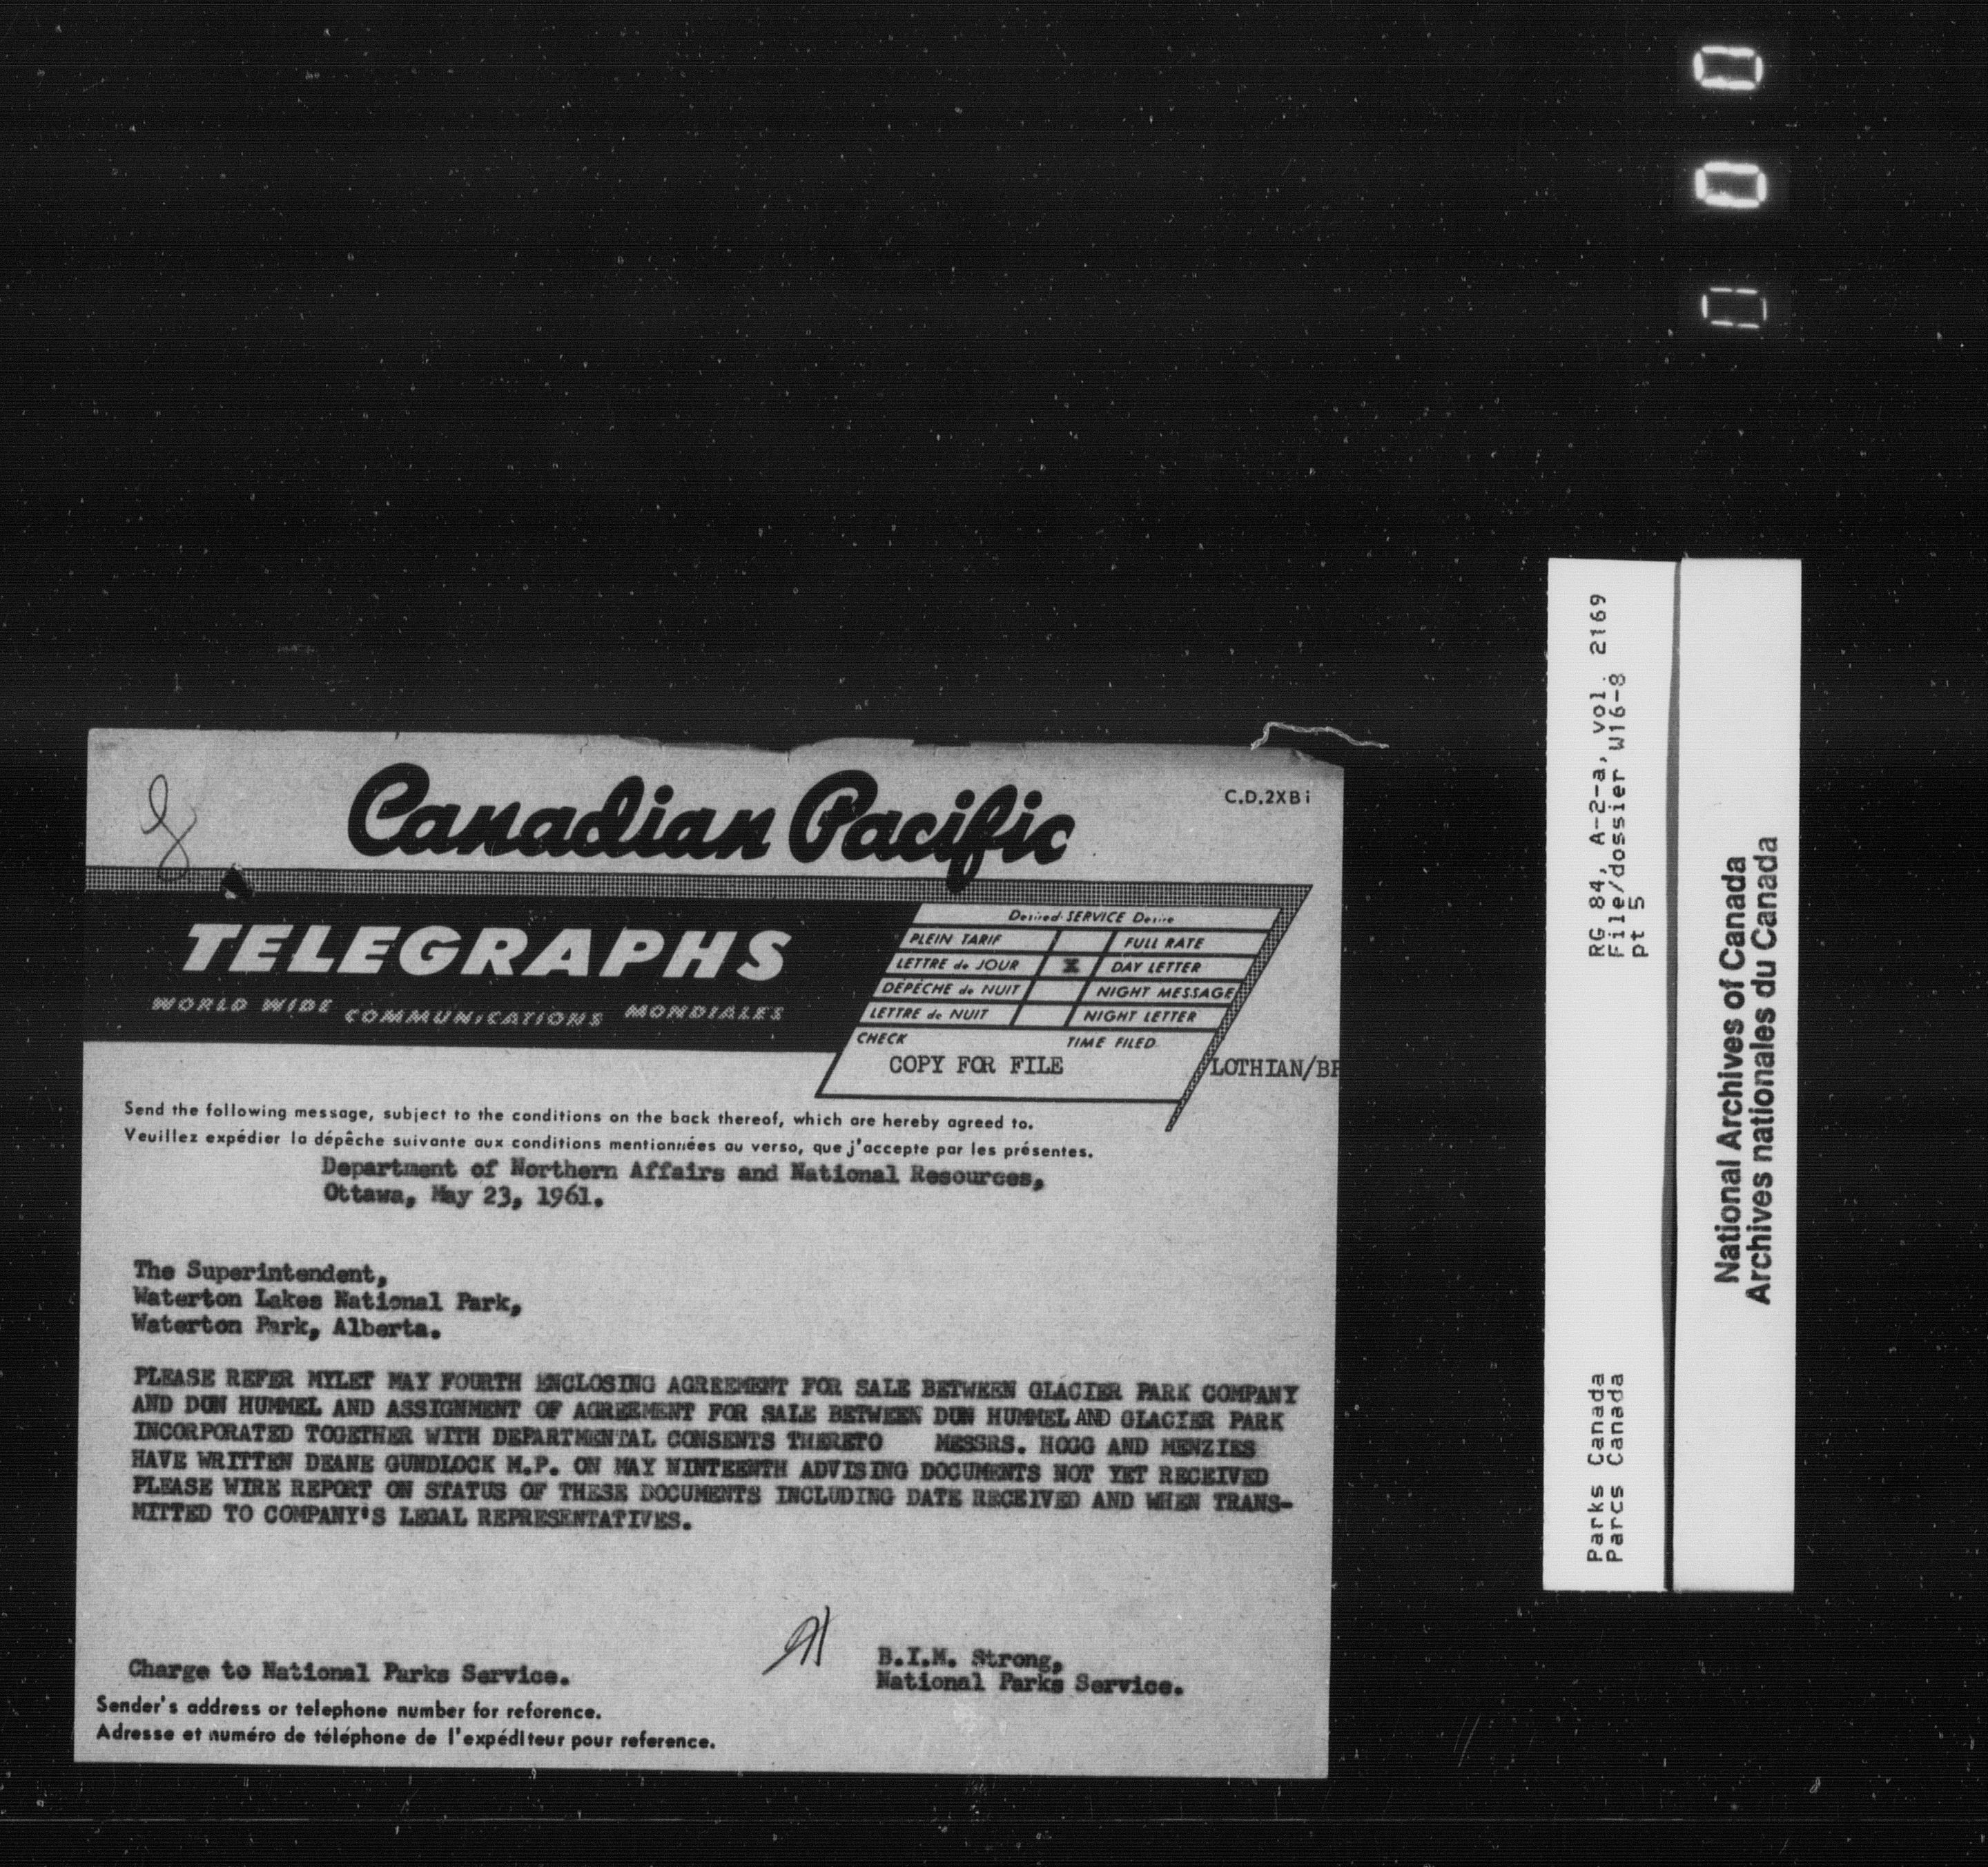 0
0
0
Canadian Pacific
C.D.2XBi
TELEGRAPHS
WORLD WIDE COMMUNICATIONS MONDIALES
Desired SERVICE Desire
PLEIN TARIF FULL RATE
LETTRE de JOUR X DAY LETTER
DÉPÊCHE de NUIT NIGHT MESSAGE
LETTRE de NUIT NIGHT LETTER
CHECK TIME FILED
COPY FOR FILE LOTHIAN/BF
Send the following message, subject to the conditions on the back thereof, which are hereby agreed to.
Veuillez expédier la dépêche suivante aux conditions mentionnées au verso, que j'accepte par les présentes.
Department of Northern Affairs and National Resources,
Ottawa, May 23, 1961.
The Superintendent,
Waterton Lakes National Park,
Waterton Park, Alberta.
PLEASE REFER MYLET MAY FOURTH ENCLOSING AGREEMENT FOR SALE BETWEEN GLACIER PARK COMPANY
AND DON HUMMEL AND ASSIGNMENT OF AGREEMENT FOR SALE BETWEEN DON HUMMEL AND GLACIER PARK
INCORPORATED TOGETHER WITH DEPARTMENTAL CONSENTS THERETO MESSRS. HOGG AND MENZIES
HAVE WRITTEN DEANE GUNDLOCK M.P. ON MAY NINTEENTH ADVISING DOCUMENTS NOT YET RECEIVED
PLEASE WIRE REPORT ON STATUS OF THESE DOCUMENTS INCLUDING DATE RECEIVED AND WHEN TRANS-
MITTED TO COMPANY'S LEGAL REPRESENTATIVES.
B.I.M. Strong,
National Parks Service.
Charge to National Parks Service.
Sender's address or telephone number for reference.
Adresse et numéro de téléphone de l'expéditeur pour reference.
RG 84, A-2-a, vol. 2169
File/dossier W16-8
pt 5
Parks Canada
Parcs Canada
National Archives of Canada
Archives nationales du Canada